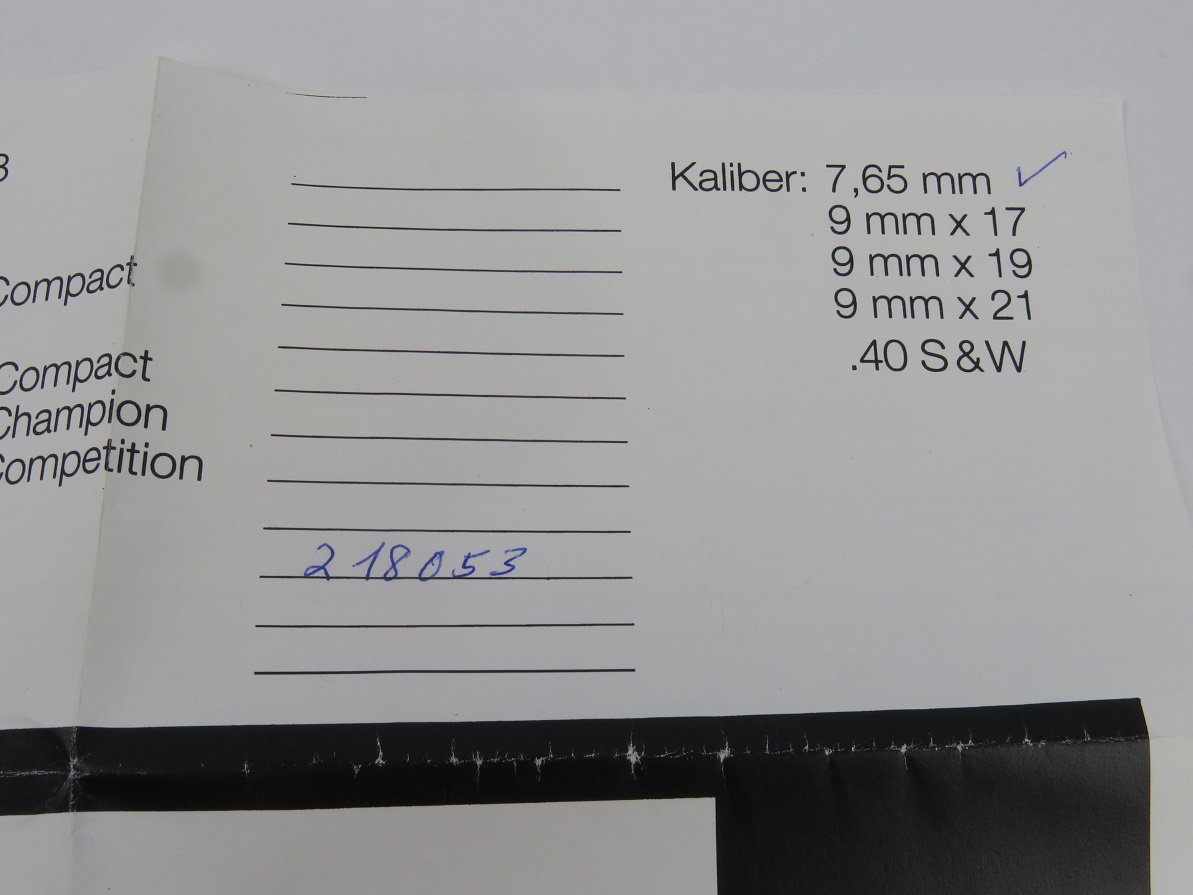 3
Compact
Compact
Champion
Competition
218053
Kaliber: 7,65 mm ✓
9 mm x 17
9 mm x 19
9 mm x 21
.40 S&W